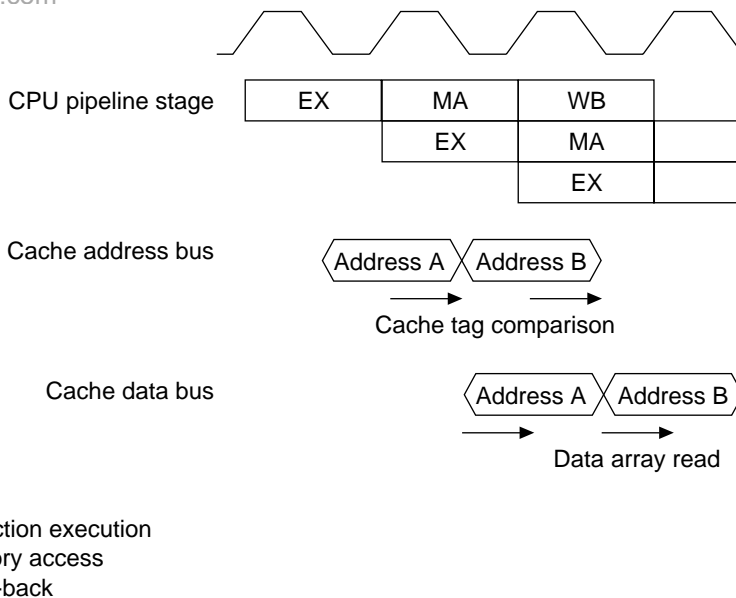 .com
CPU pipeline stage EX MA WB
EX MA
EX
Cache address bus Address A Address B
Cache tag comparison
Cache data bus Address A Address B
Data array read
ction execution
ory access
-back